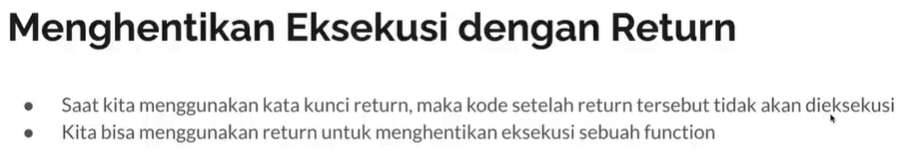 Menghentikan Eksekusi dengan Return
● Saat kita menggunakan kata kunci return, maka kode setelah return tersebut tidak akan dieksekusi
● Kita bisa menggunakan return untuk menghentikan eksekusi sebuah function